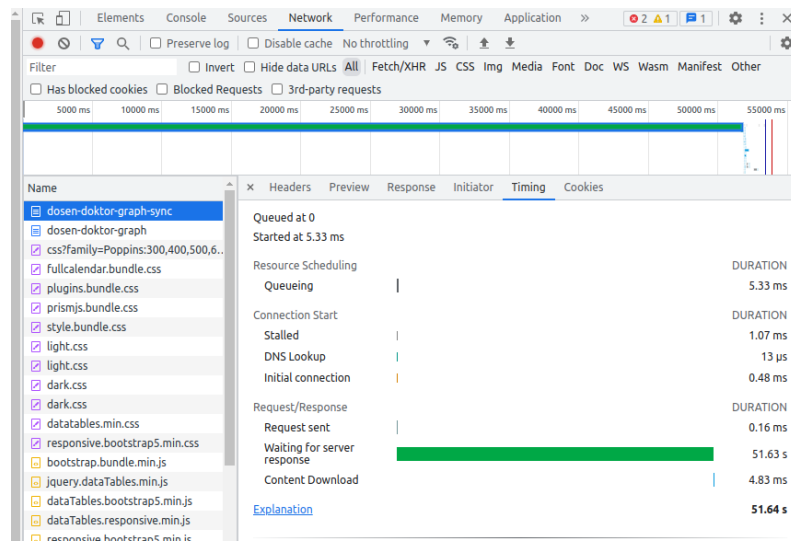 Elements Console Sources Network Performance Memory Application » 2 1 1
Preserve log Disable cache No throttling
Filter Invert Hide data URLs All Fetch/XHR JS CSS Img Media Font Doc WS Wasm Manifest Other
Has blocked cookies Blocked Requests 3rd-party requests
5000 ms 10000 ms 15000 ms 20000 ms 25000 ms 30000 ms 35000 ms 40000 ms 45000 ms 50000 ms 55000 ms
Name
dosen-doktor-graph-sync
dosen-doktor-graph
css?family=Poppins:300,400,500,6..
fullcalendar.bundle.css
plugins.bundle.css
prismjs.bundle.css
style.bundle.css
light.css
light.css
dark.css
dark.css
datatables.min.css
responsive.bootstrap5.min.css
bootstrap.bundle.min.js
jquery.dataTables.min.js
dataTables.bootstrap5.min.js
dataTables.responsive.min.js
responsive.bootstrap5.min.js
× Headers Preview Response Initiator Timing Cookies
Queued at 0
Started at 5.33 ms
Resource Scheduling DURATION
Queueing 5.33 ms
Connection Start DURATION
Stalled 1.07 ms
DNS Lookup 13 µs
Initial connection 0.48 ms
Request/Response DURATION
Request sent 0.16 ms
Waiting for server
response 51.63 s
Content Download 4.83 ms
Explanation 51.64 s